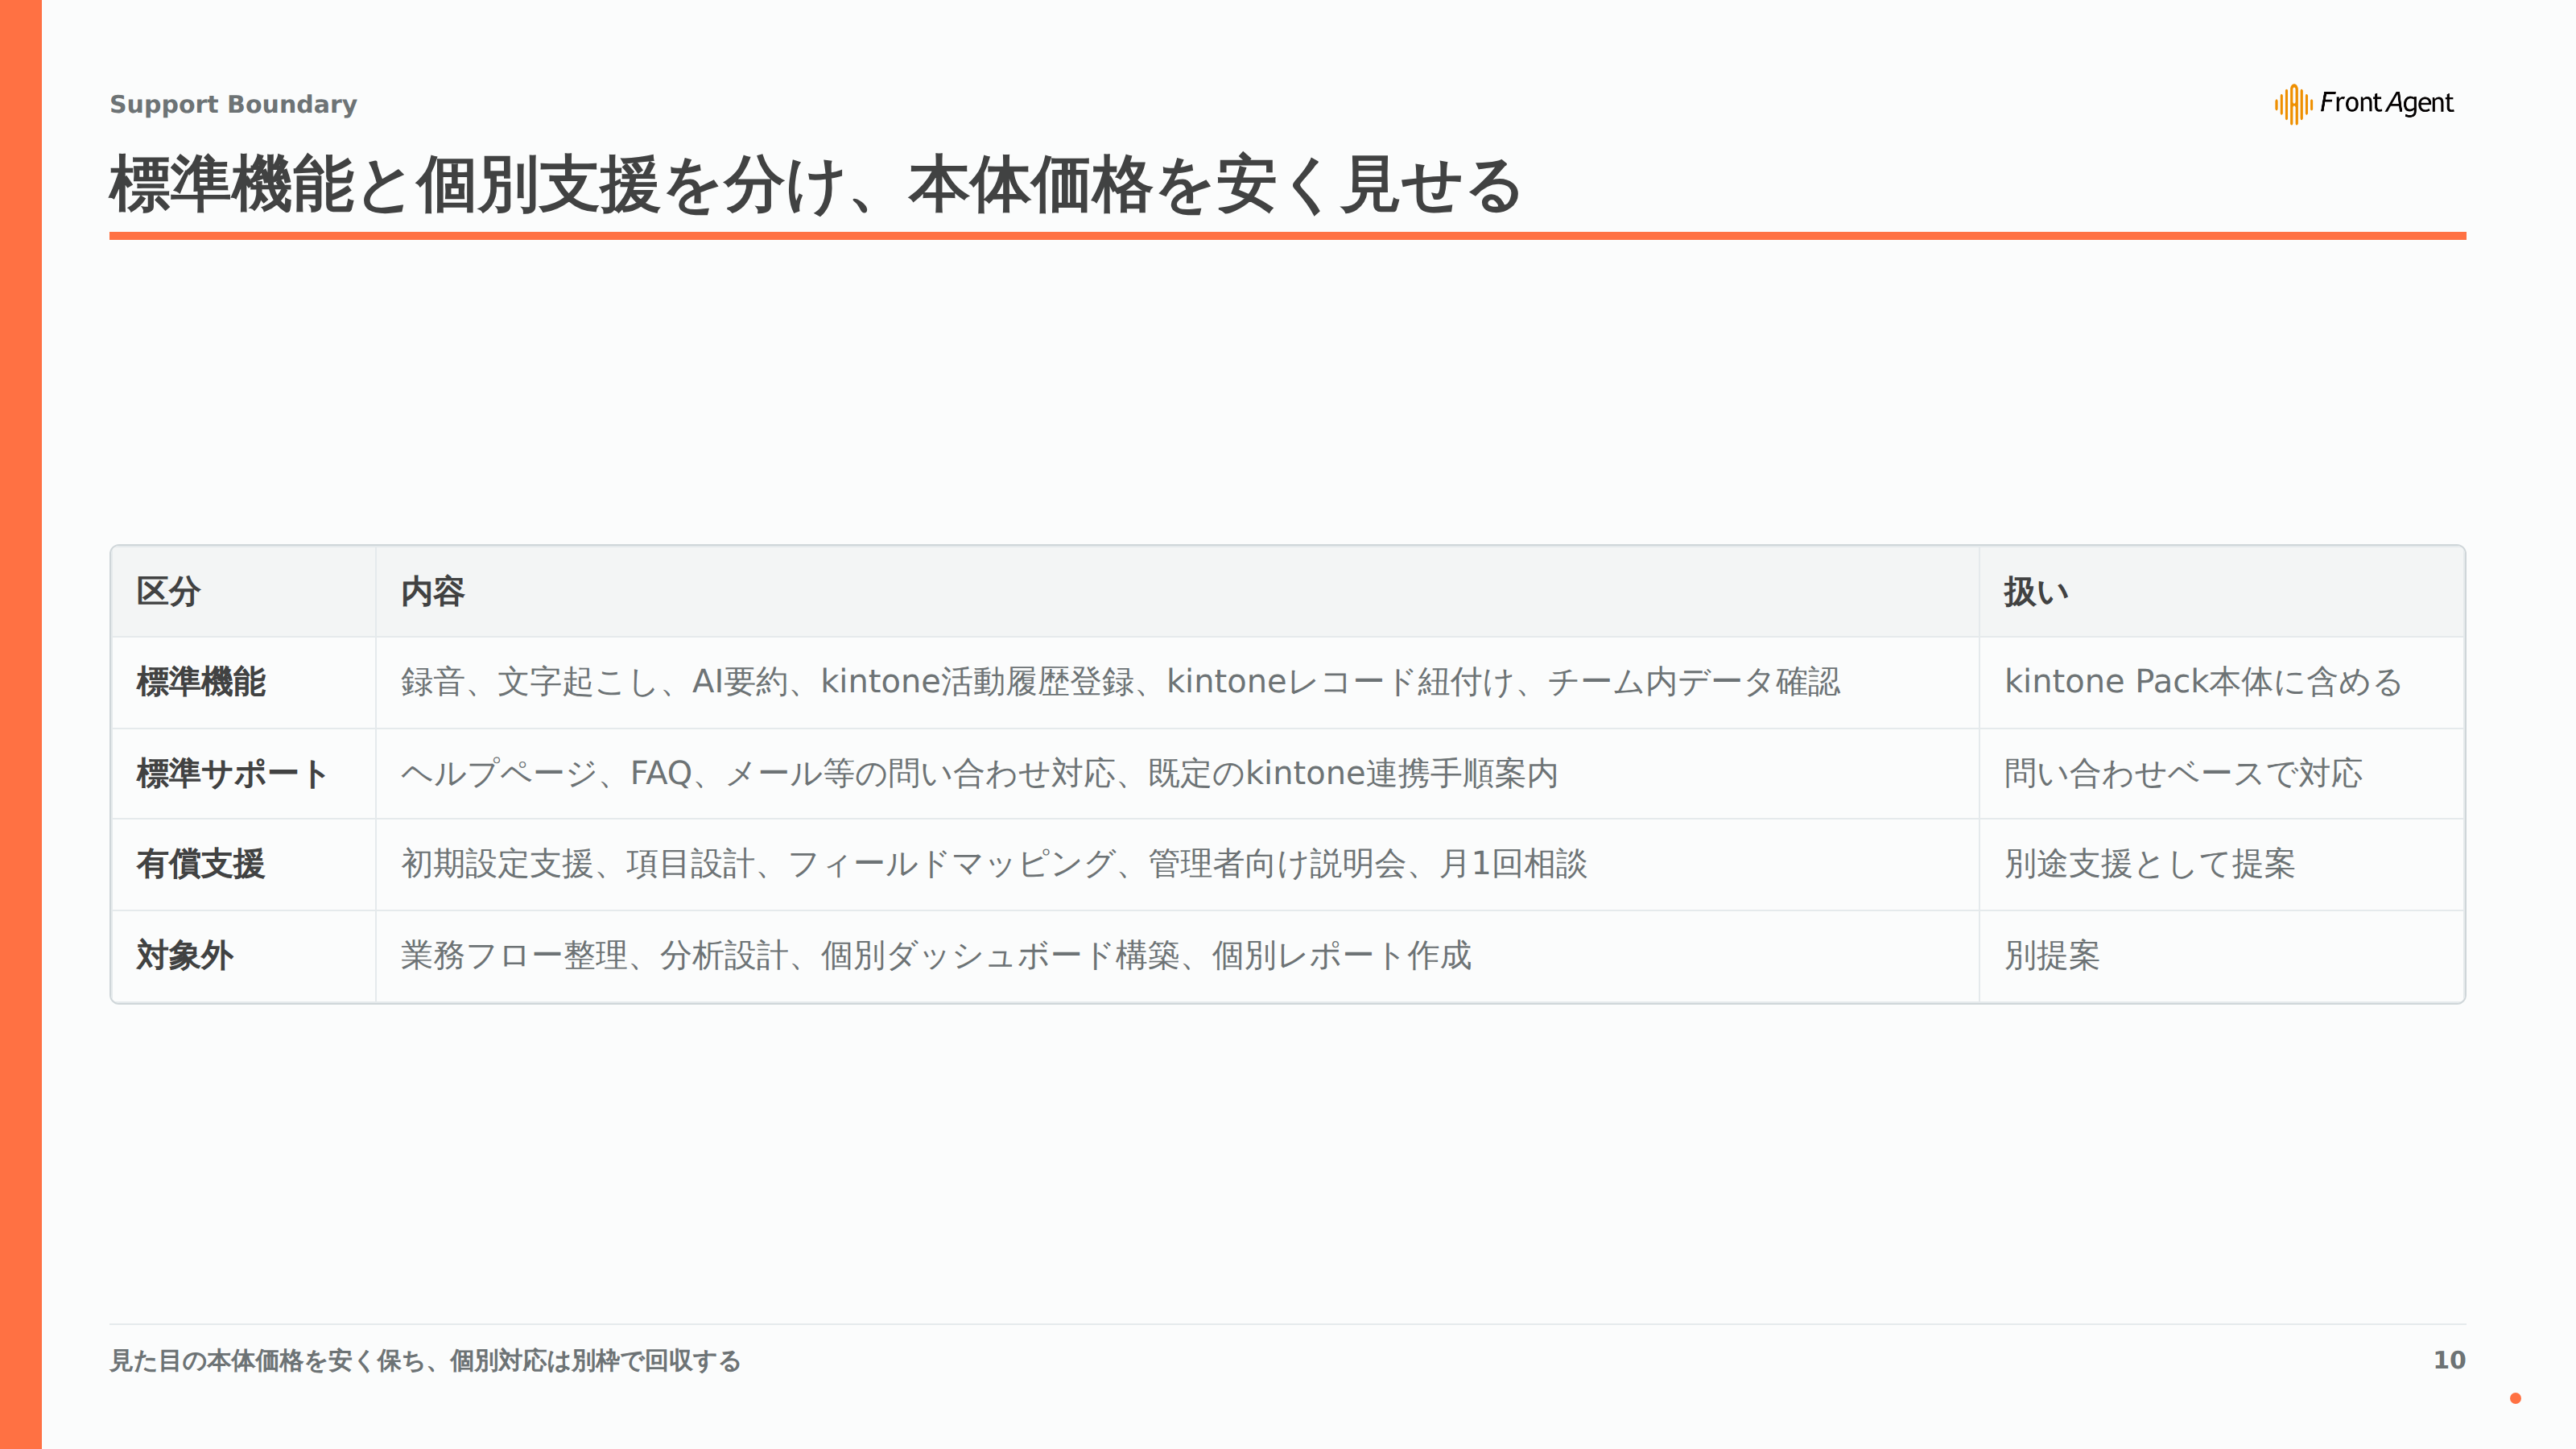 Support Boundary
Front Agent
標準機能と個別支援を分け、本体価格を安く見せる
区分 内容 扱い
標準機能 録音、文字起こし、AI要約、kintone活動履歴登録、kintoneレコード紐付け、チーム内データ確認 kintone Pack本体に含める
標準サポート ヘルプページ、FAQ、メール等の問い合わせ対応、既定のkintone連携手順案内 問い合わせベースで対応
有償支援 初期設定支援、項目設計、フィールドマッピング、管理者向け説明会、月1回相談 別途支援として提案
対象外 業務フロー整理、分析設計、個別ダッシュボード構築、個別レポート作成 別提案
見た目の本体価格を安く保ち、個別対応は別枠で回収する
10